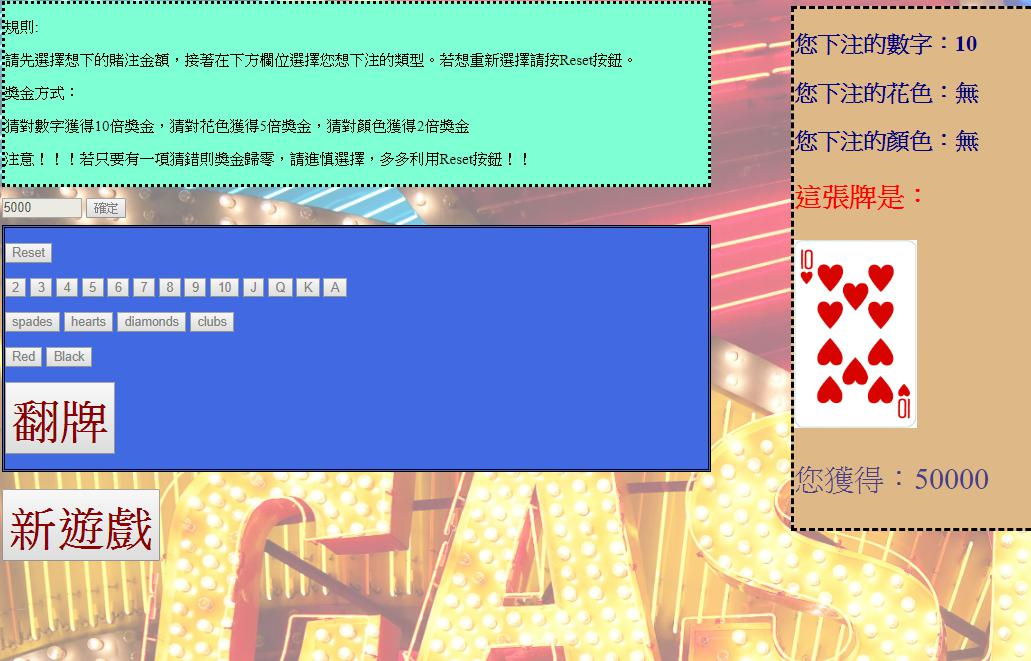 規則:
請先選擇想下的賭注金額，接著在下方欄位選擇您想下注的類型。若想重新選擇請按Reset按鈕。
獎金方式：
猜對數字獲得10倍獎金，猜對花色獲得5倍獎金，猜對顏色獲得2倍獎金
注意！！！若只要有一項猜錯則獎金歸零，請進慎選擇，多多利用Reset按鈕！！
5000 確定
Reset
2 3 4 5 6 7 8 9 10 J Q K A
spades hearts diamonds clubs
Red Black
翻牌
新遊戲
您下注的數字：10
您下注的花色：無
您下注的顏色：無
這張牌是：
10
10
您獲得：50000